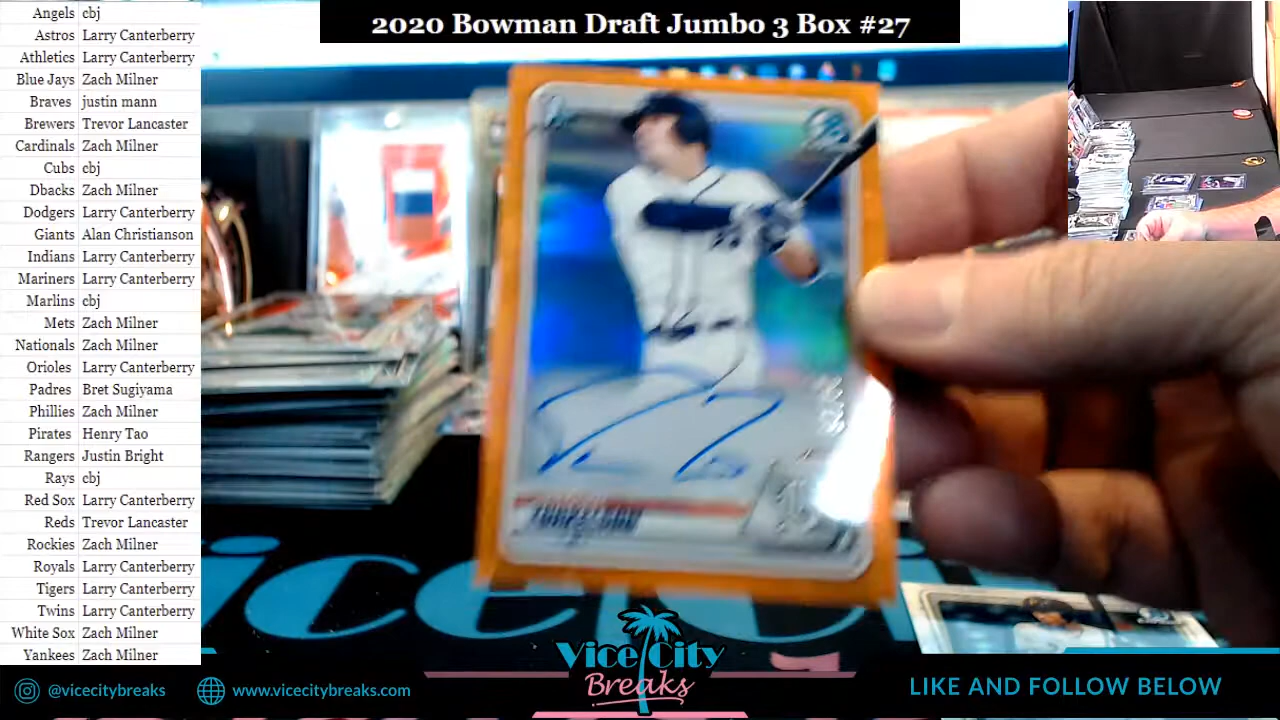 2020 Bowman Draft Jumbo 3 Box #27
Angels cbj
Astros Larry Canterberry
Athletics Larry Canterberry
Blue Jays Zach Milner
Braves justin mann
Brewers Trevor Lancaster
Cardinals Zach Milner
Cubs cbj
Dbacks Zach Milner
Dodgers Larry Canterberry
Giants Alan Christianson
Indians Larry Canterberry
Mariners Larry Canterberry
Marlins cbj
Mets Zach Milner
Nationals Zach Milner
Orioles Larry Canterberry
Padres Bret Sugiyama
Phillies Zach Milner
Pirates Henry Tao
Rangers Justin Bright
Rays cbj
Red Sox Larry Canterberry
Reds Trevor Lancaster
Rockies Zach Milner
Royals Larry Canterberry
Tigers Larry Canterberry
Twins Larry Canterberry
White Sox Zach Milner
Yankees Zach Milner
Vice City
Breaks
@vicecitybreaks
www.vicecitybreaks.com
LIKE AND FOLLOW BELOW